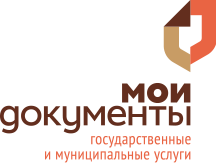 мои
документы
государственные
и муниципальные услуги